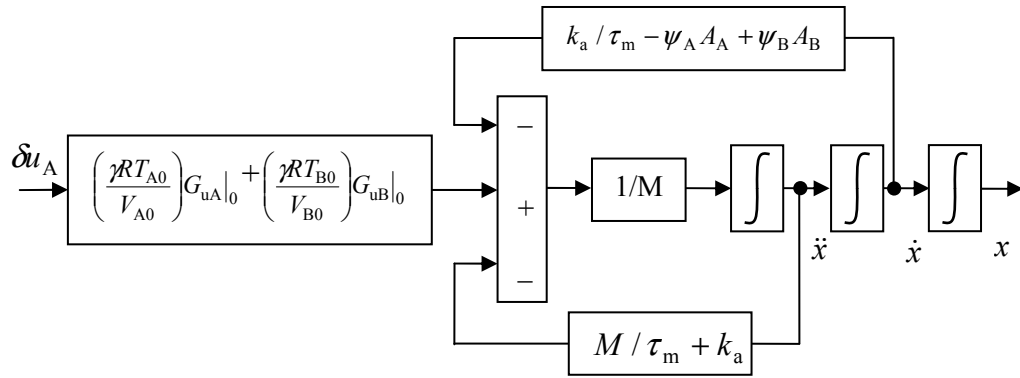 k_a / τ_m − ψ_A A_A + ψ_B A_B
δu_A
(γRT_A0 / V_A0) G_uA|_0 + (γRT_B0 / V_B0) G_uB|_0
−
+
−
1/M
∫
∫
∫
ẍ
ẋ
x
M / τ_m + k_a